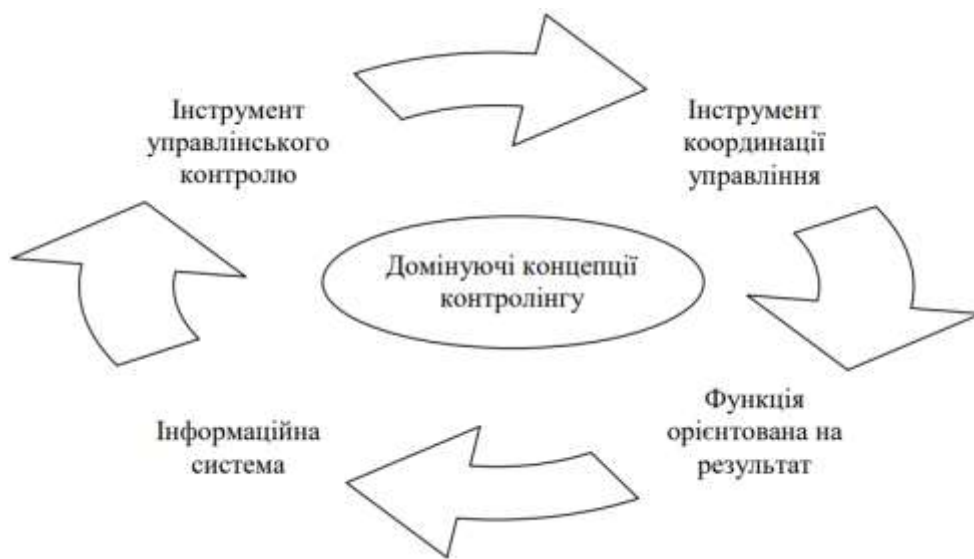 Інструмент
управлінського
контролю
Інструмент
координації
управління
Домінуючі концепції
контролінгу
Інформаційна
система
Функція
орієнтована на
результат